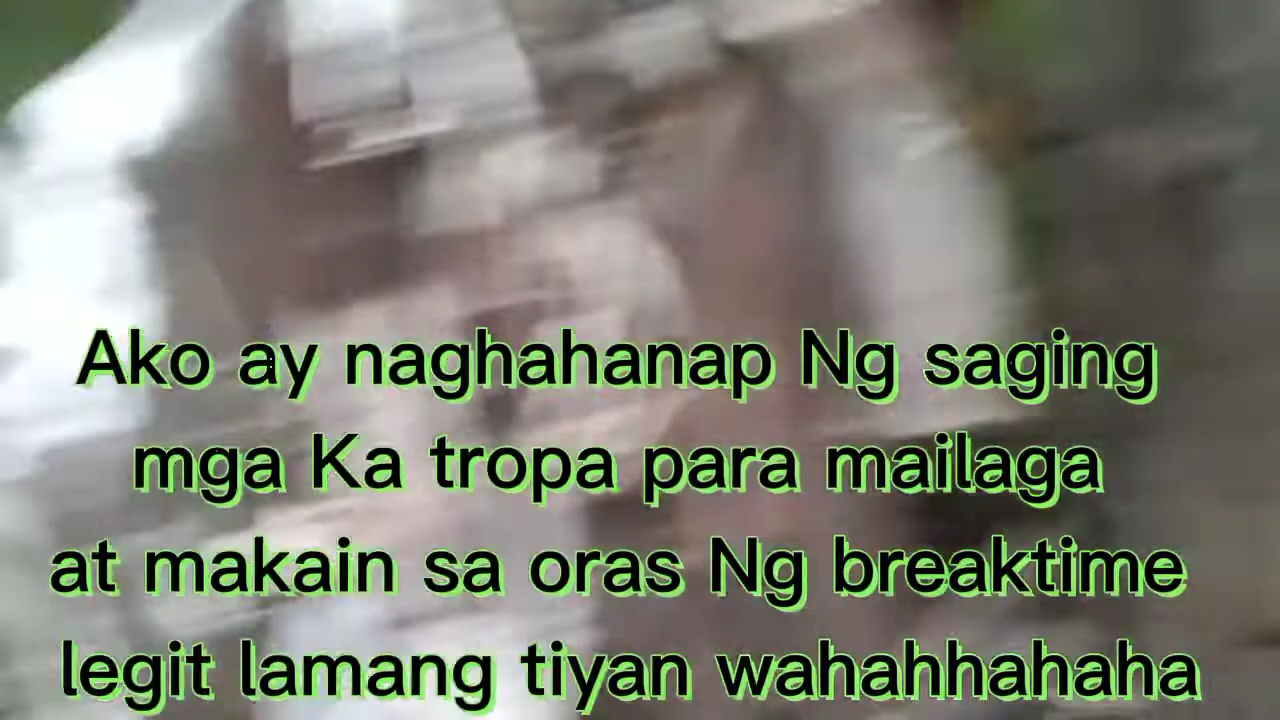 Ako ay naghahanap Ng saging
mga Ka tropa para mailaga
at makain sa oras Ng breaktime
legit lamang tiyan wahahhahaha